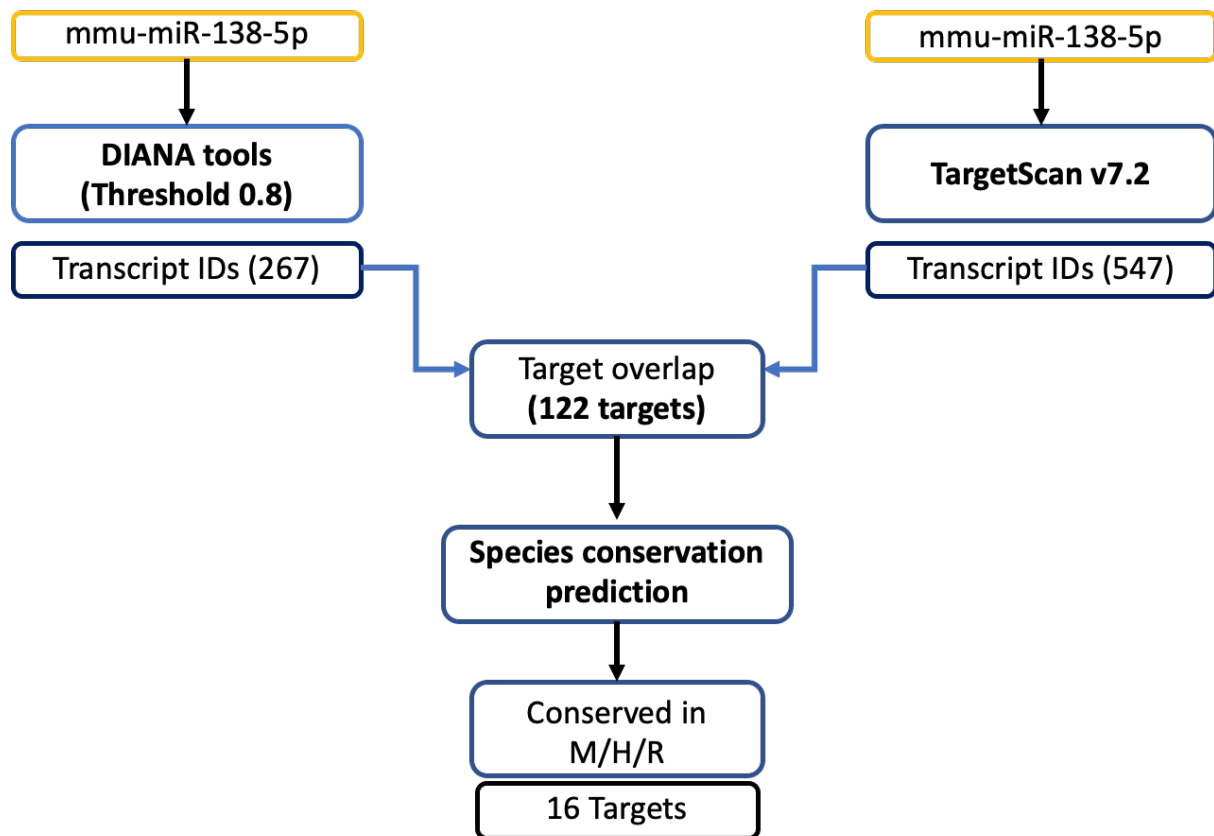 mmu-miR-138-5p
mmu-miR-138-5p
DIANA tools
(Threshold 0.8)
TargetScan v7.2
Transcript IDs (267)
Transcript IDs (547)
Target overlap
(122 targets)
Species conservation
prediction
Conserved in
M/H/R
16 Targets